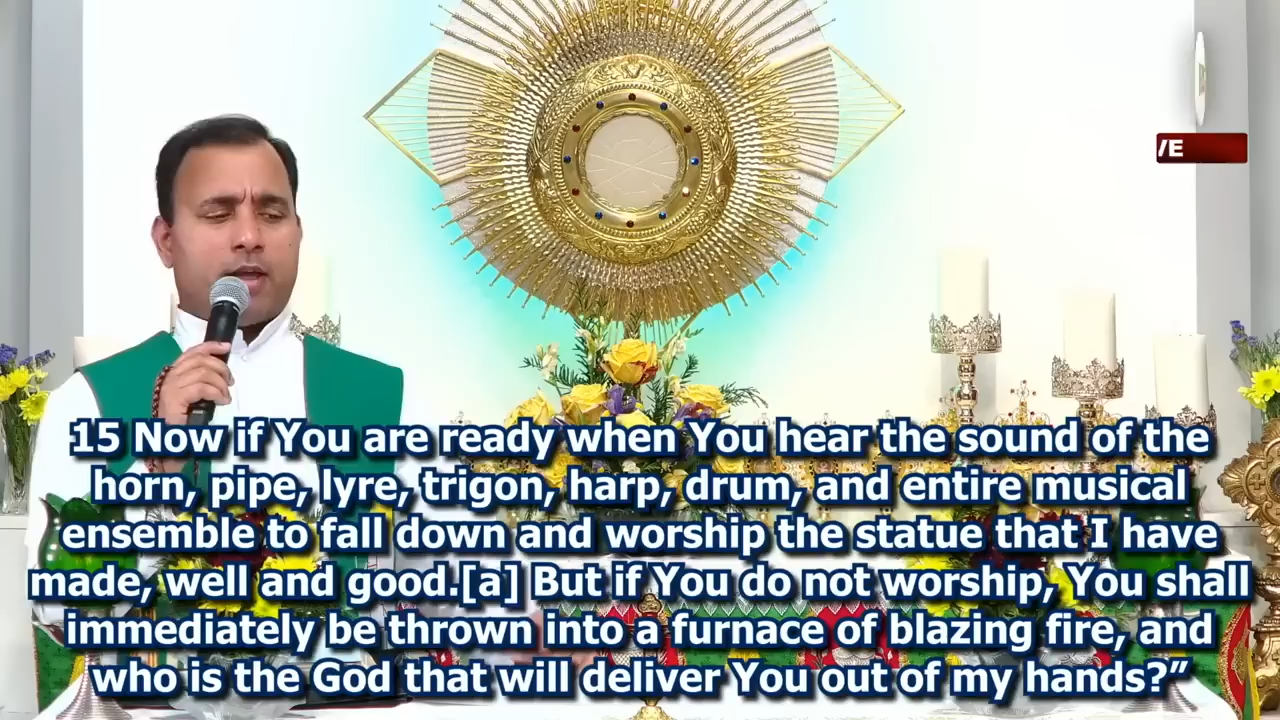 VE
15 Now if You are ready when You hear the sound of the
horn, pipe, lyre, trigon, harp, drum, and entire musical
ensemble to fall down and worship the statue that I have
made, well and good.[a] But if You do not worship, You shall
immediately be thrown into a furnace of blazing fire, and
who is the God that will deliver You out of my hands?”